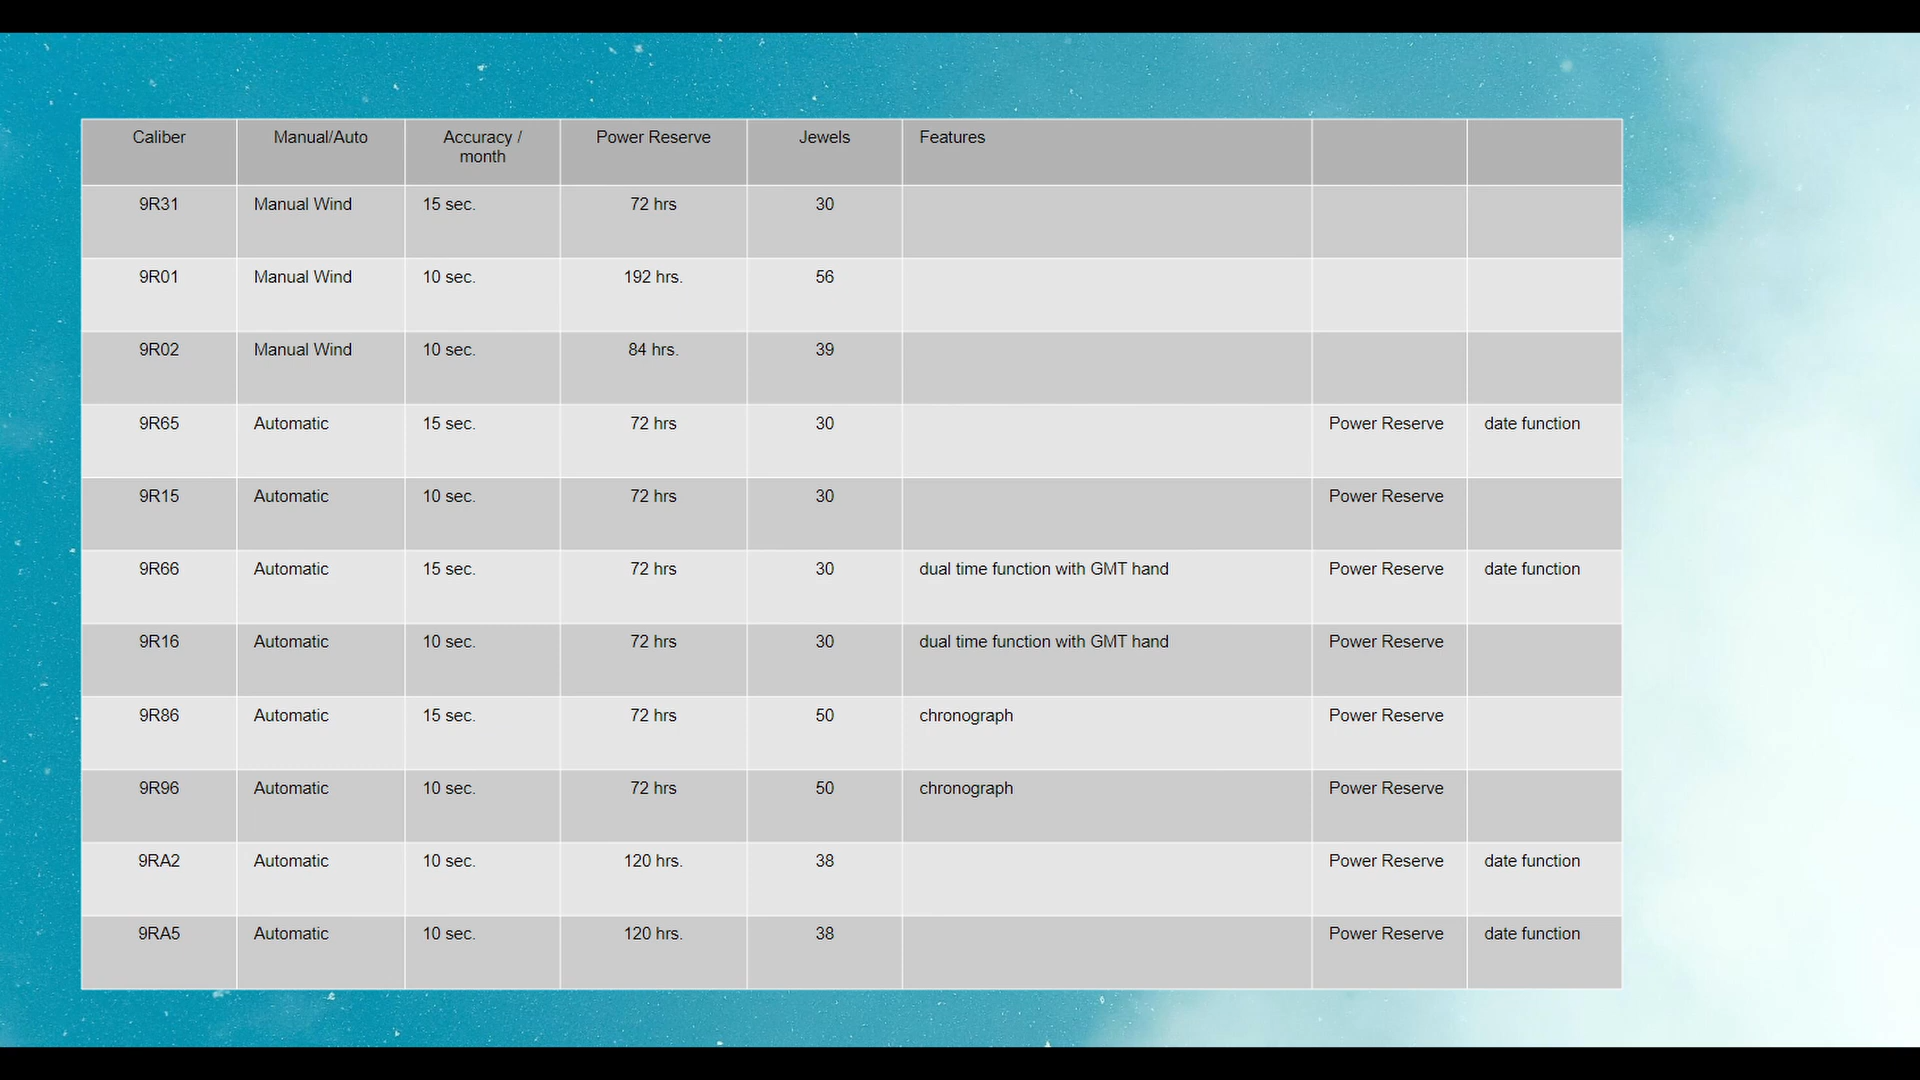 Caliber Manual/Auto Accuracy / month Power Reserve Jewels Features
9R31 Manual Wind 15 sec. 72 hrs 30
9R01 Manual Wind 10 sec. 192 hrs. 56
9R02 Manual Wind 10 sec. 84 hrs. 39
9R65 Automatic 15 sec. 72 hrs 30 Power Reserve date function
9R15 Automatic 10 sec. 72 hrs 30 Power Reserve
9R66 Automatic 15 sec. 72 hrs 30 dual time function with GMT hand Power Reserve date function
9R16 Automatic 10 sec. 72 hrs 30 dual time function with GMT hand Power Reserve
9R86 Automatic 15 sec. 72 hrs 50 chronograph Power Reserve
9R96 Automatic 10 sec. 72 hrs 50 chronograph Power Reserve
9RA2 Automatic 10 sec. 120 hrs. 38 Power Reserve date function
9RA5 Automatic 10 sec. 120 hrs. 38 Power Reserve date function